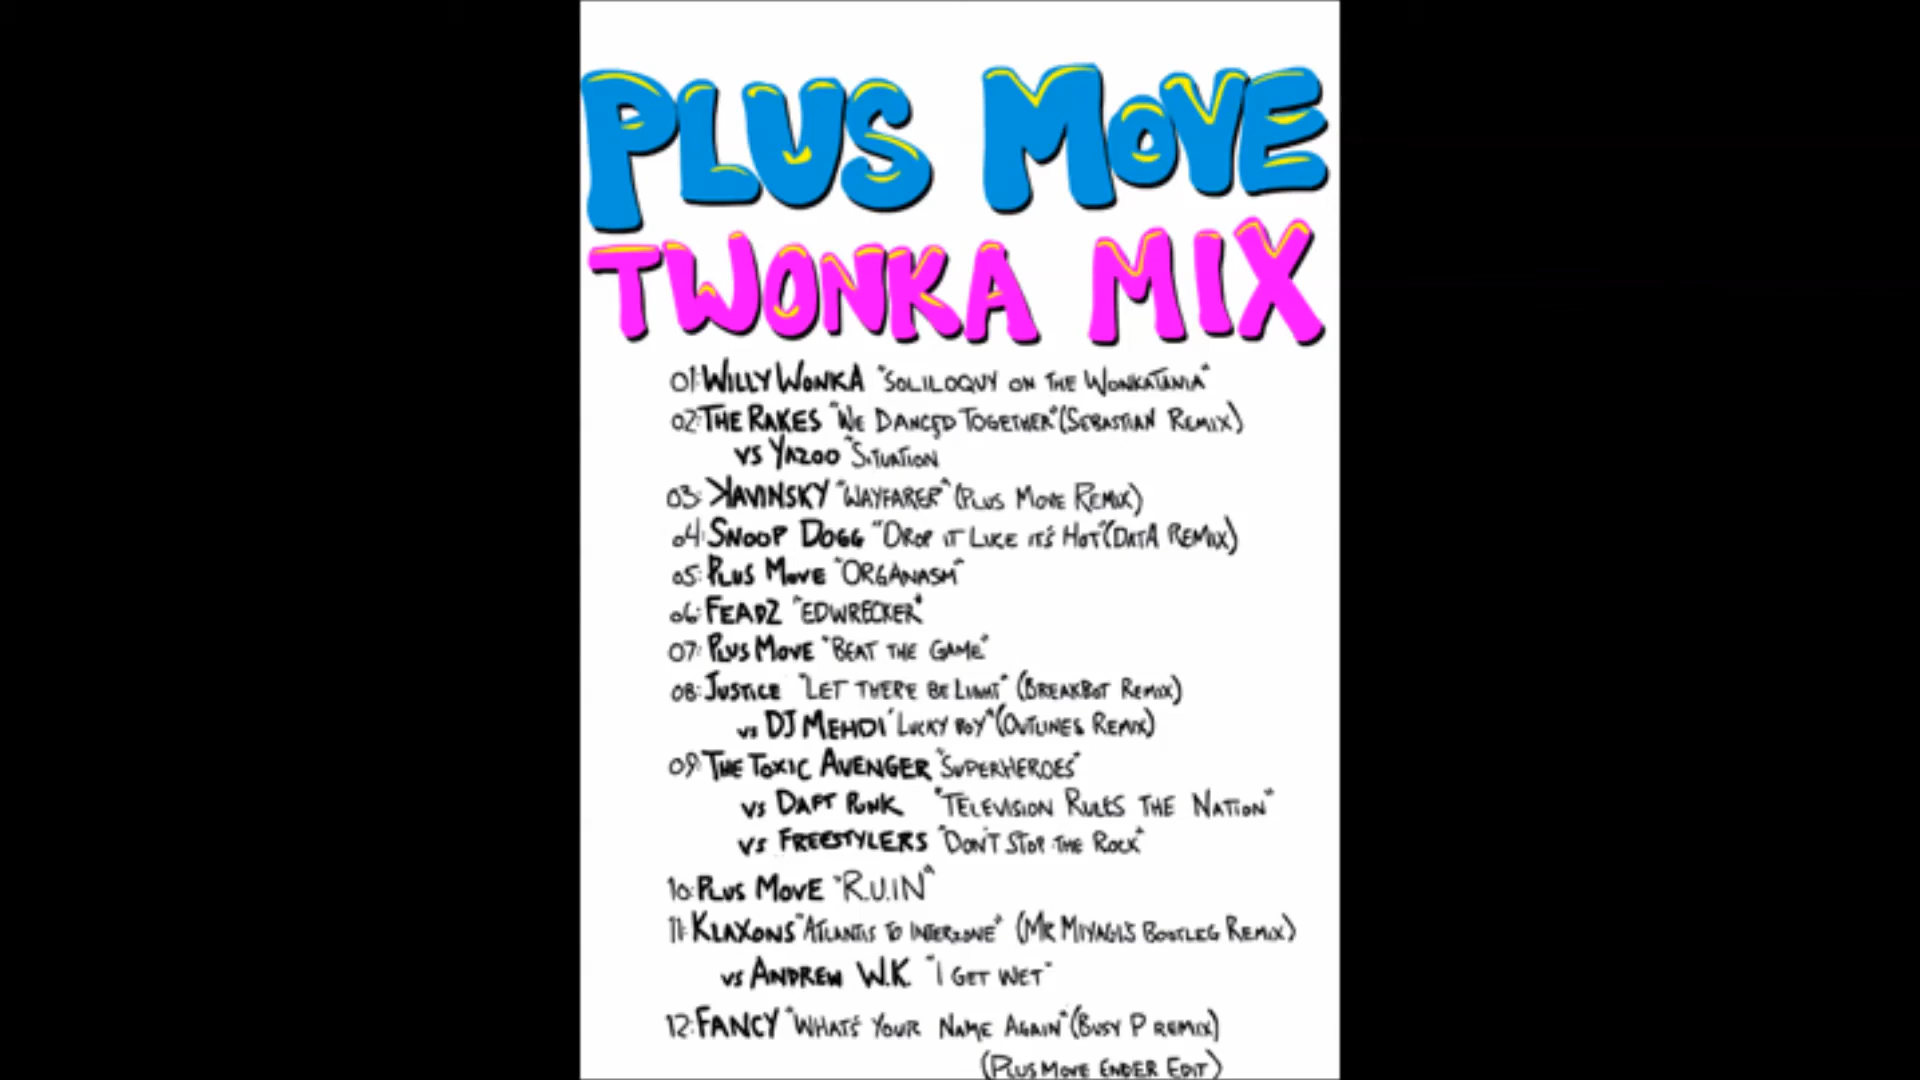 PLUS MOVE
TWONKA MIX
01: WILLY WONKA "SOLILOQUY ON THE WONKATANIA"
02: THE RAKES "WE DANCED TOGETHER" (SEBASTIAN REMIX)
VS YAZOO "SITUATION
03: KAVINSKY "WAYFARER" (PLUS MOVE REMIX)
04: SNOOP DOGG "DROP IT LIKE IT'S HOT" (DATA REMIX)
05: PLUS MOVE "ORGANASM"
06: FEADZ "EDWRECKER"
07: PLUS MOVE "BEAT THE GAME"
08: JUSTICE "LET THERE BE LIGHT" (BREAKBOT REMIX)
VS DJ MEHDI "LUCKY BOY" (OUTLINES REMIX)
09: THE TOXIC AVENGER "SUPERHEROES"
VS DAFT PUNK "TELEVISION RULES THE NATION"
VS FREESTYLERS "DON'T STOP THE ROCK"
10: PLUS MOVE "R.U.IN"
11: KLAXONS "ATLANTIS TO INTERZONE" (MR MIYAGI'S BOOTLEG REMIX)
VS ANDREW W.K. "I GET WET"
12: FANCY "WHAT'S YOUR NAME AGAIN" (BUSY P REMIX)
(PLUS MOVE ENDER EDIT)